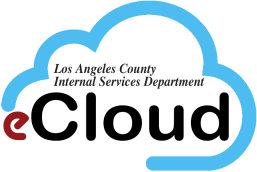 Los Angeles County
Internal Services Department
eCloud